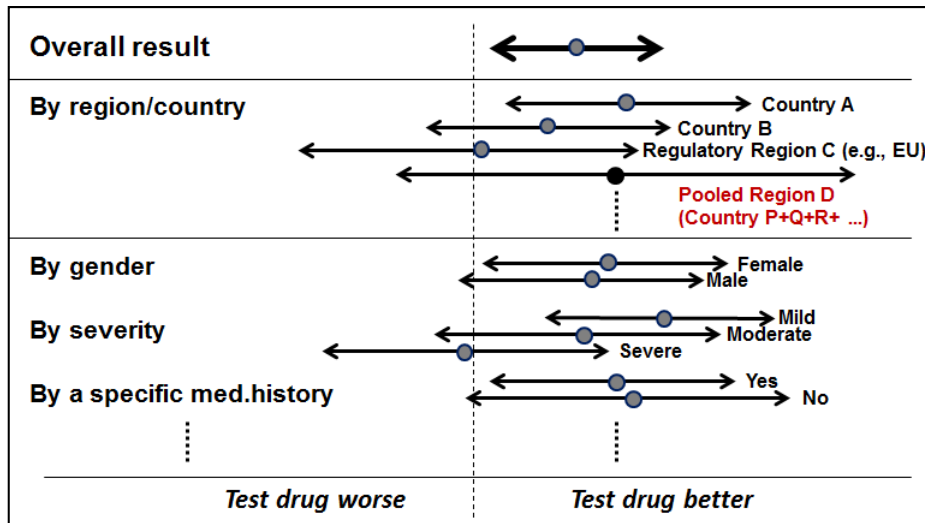 Overall result
By region/country
Country A
Country B
Regulatory Region C (e.g., EU)
Pooled Region D
(Country P+Q+R+ ...)
By gender
Female
Male
By severity
Mild
Moderate
Severe
By a specific med.history
Yes
No
Test drug worse
Test drug better